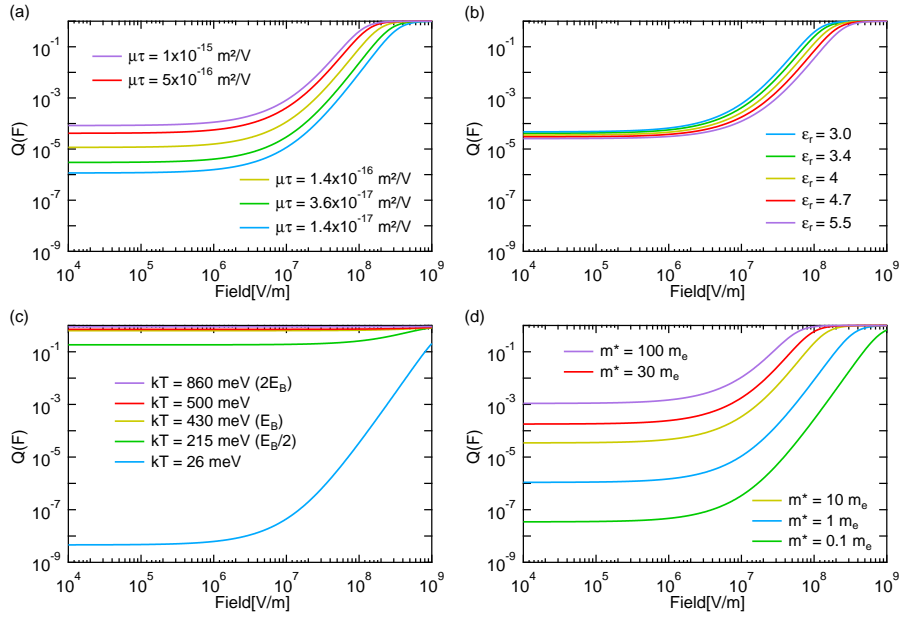 (a)
10⁻¹
10⁻³
10⁻⁵
10⁻⁷
10⁻⁹
Q(F)
μτ = 1x10⁻¹⁵ m²/V
μτ = 5x10⁻¹⁶ m²/V
μτ = 1.4x10⁻¹⁶ m²/V
μτ = 3.6x10⁻¹⁷ m²/V
μτ = 1.4x10⁻¹⁷ m²/V
10⁴ 10⁵ 10⁶ 10⁷ 10⁸ 10⁹
Field[V/m]
(b)
10⁻¹
10⁻³
10⁻⁵
10⁻⁷
10⁻⁹
Q(F)
εᵣ = 3.0
εᵣ = 3.4
εᵣ = 4
εᵣ = 4.7
εᵣ = 5.5
10⁴ 10⁵ 10⁶ 10⁷ 10⁸ 10⁹
Field[V/m]
(c)
10⁻¹
10⁻³
10⁻⁵
10⁻⁷
10⁻⁹
Q(F)
kT = 860 meV (2E_B)
kT = 500 meV
kT = 430 meV (E_B)
kT = 215 meV (E_B/2)
kT = 26 meV
10⁴ 10⁵ 10⁶ 10⁷ 10⁸ 10⁹
Field[V/m]
(d)
10⁻¹
10⁻³
10⁻⁵
10⁻⁷
10⁻⁹
Q(F)
m* = 100 mₑ
m* = 30 mₑ
m* = 10 mₑ
m* = 1 mₑ
m* = 0.1 mₑ
10⁴ 10⁵ 10⁶ 10⁷ 10⁸ 10⁹
Field[V/m]